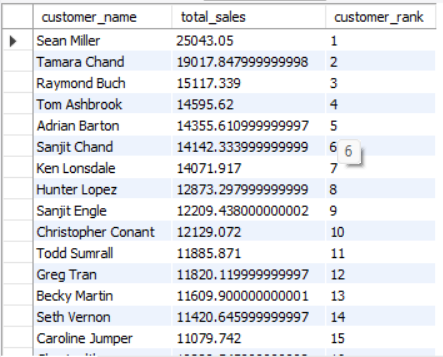 customer_name total_sales customer_rank
Sean Miller 25043.05 1
Tamara Chand 19017.847999999998 2
Raymond Buch 15117.339 3
Tom Ashbrook 14595.62 4
Adrian Barton 14355.610999999997 5
Sanjit Chand 14142.333999999999 6 6
Ken Lonsdale 14071.917 7
Hunter Lopez 12873.297999999999 8
Sanjit Engle 12209.438000000002 9
Christopher Conant 12129.072 10
Todd Sumrall 11885.871 11
Greg Tran 11820.119999999997 12
Becky Martin 11609.900000000001 13
Seth Vernon 11420.645999999997 14
Caroline Jumper 11079.742 15